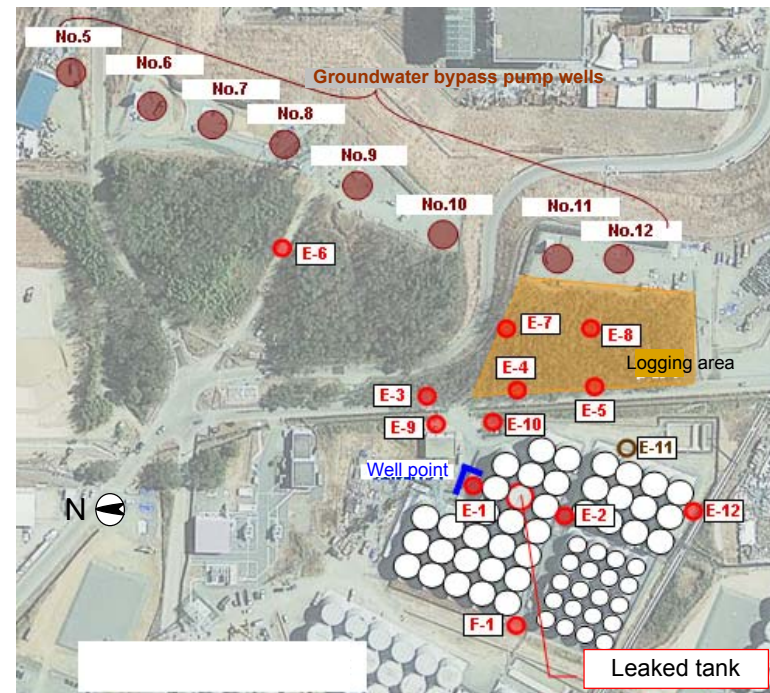 No.5
No.6
No.7
No.8
No.9
No.10
No.11
No.12
Groundwater bypass pump wells
E-6
E-7
E-8
Logging area
E-4
E-5
E-3
E-9
E-10
E-11
Well point
E-1
E-2
E-12
N
F-1
Leaked tank